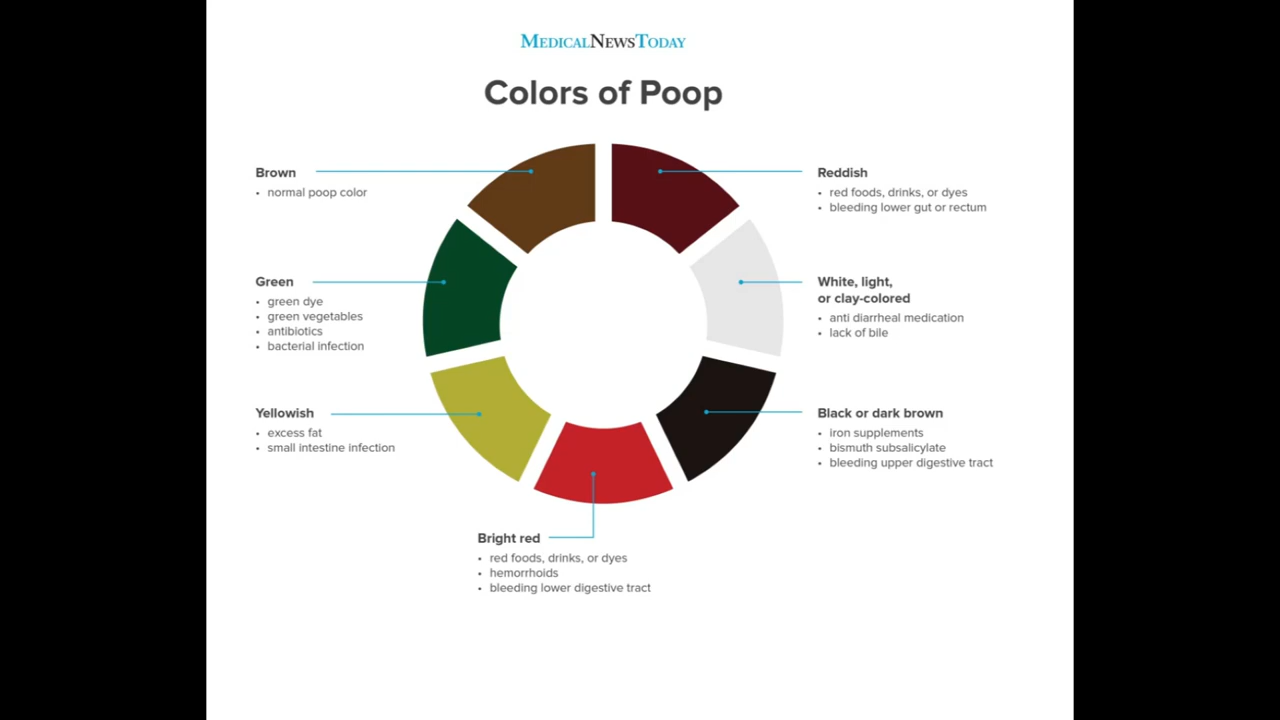 MEDICALNEWSTODAY
Colors of Poop
Brown
• normal poop color
Reddish
• red foods, drinks, or dyes
• bleeding lower gut or rectum
Green
• green dye
• green vegetables
• antibiotics
• bacterial infection
White, light,
or clay-colored
• anti diarrheal medication
• lack of bile
Yellowish
• excess fat
• small intestine infection
Black or dark brown
• iron supplements
• bismuth subsalicylate
• bleeding upper digestive tract
Bright red
• red foods, drinks, or dyes
• hemorrhoids
• bleeding lower digestive tract